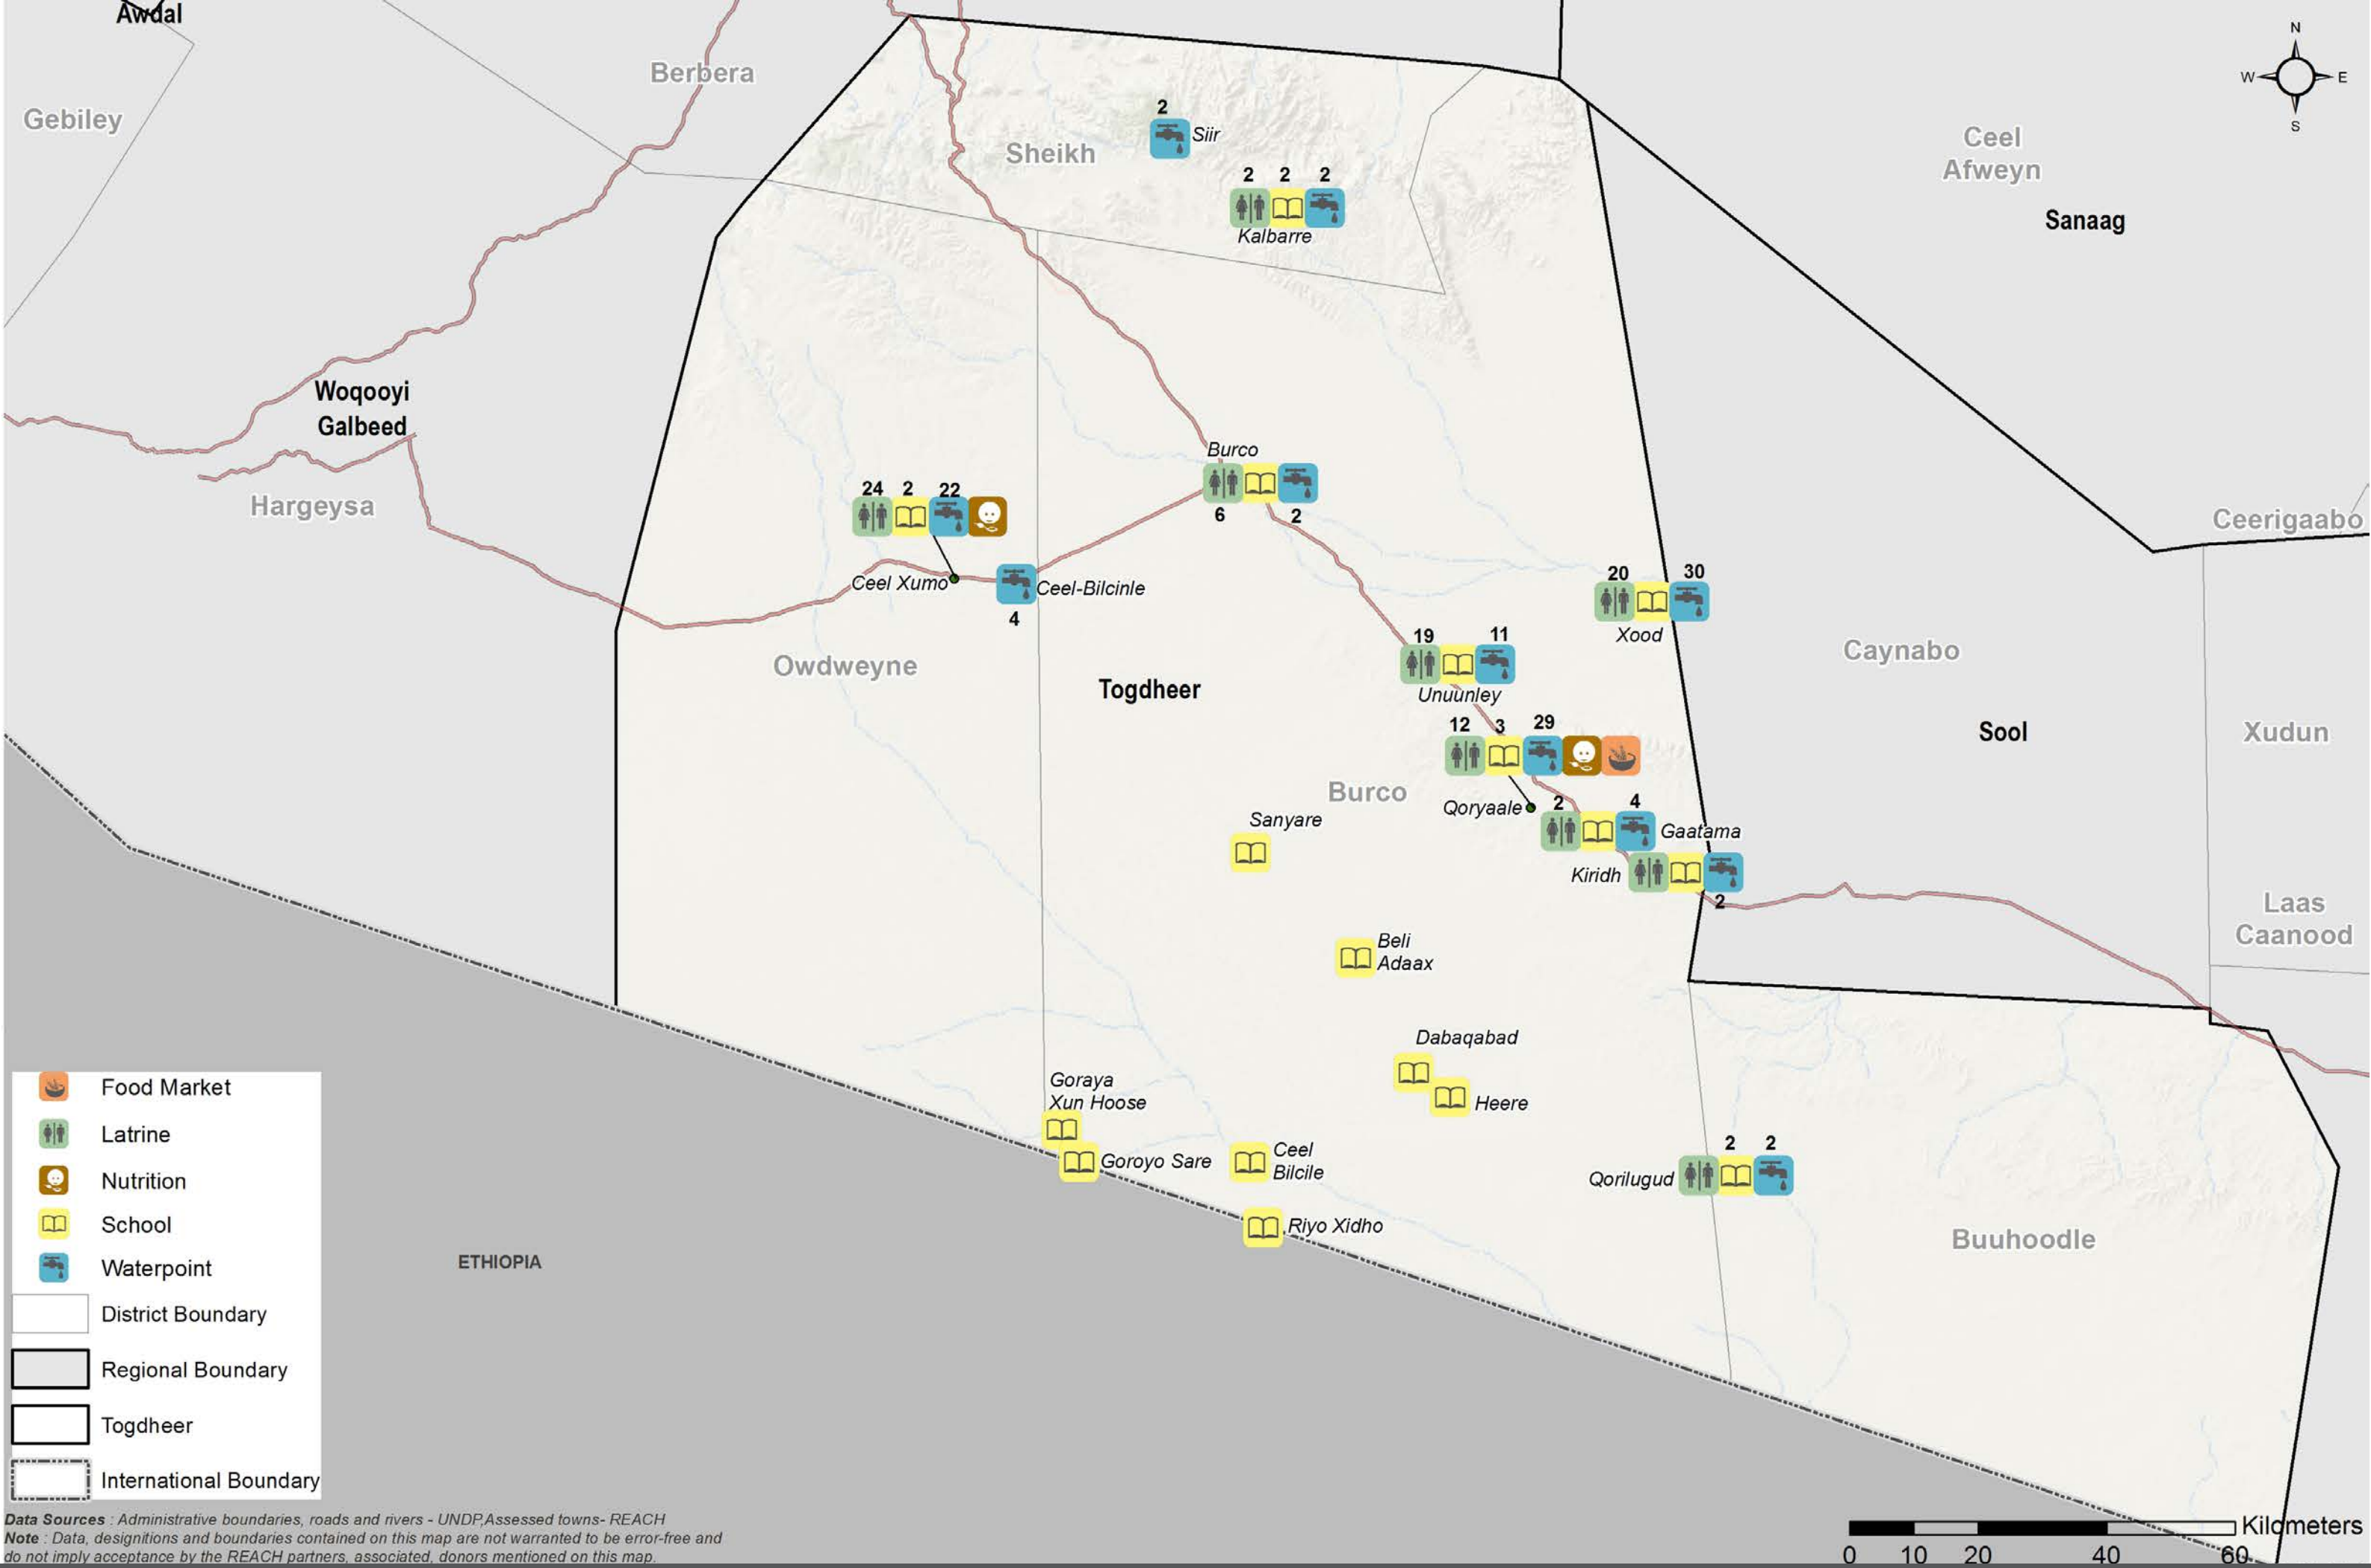 Awdal
N
W E
S
Berbera
Gebiley
2
Siir
Sheikh
Ceel
Afweyn
2 2 2
Kalbarre
Sanaag
Woqooyi
Galbeed
Burco
6 2
24 2 22
Ceel Xumo
Hargeysa
Ceerigaabo
Ceel-Bilcinle
4
20 30
Xood
19 11
Unuunley
Caynabo
Owdweyne
Togdheer
12 3 29
Qoryaale
Sool
Xudun
Burco
2 4
Gaatama
Sanyare
Kiridh
2
Laas
Caanood
Beli
Adaax
Dabaqabad
Heere
Goraya
Xun Hoose
Goroyo Sare
Ceel
Bilcile
2 2
Qorilugud
Riyo Xidho
Buuhoodle
ETHIOPIA
Food Market
Latrine
Nutrition
School
Waterpoint
District Boundary
Regional Boundary
Togdheer
International Boundary
Data Sources : Administrative boundaries, roads and rivers - UNDP,Assessed towns- REACH
Note : Data, designitions and boundaries contained on this map are not warranted to be error-free and
do not imply acceptance by the REACH partners, associated, donors mentioned on this map.
Kilometers
0 10 20 40 60